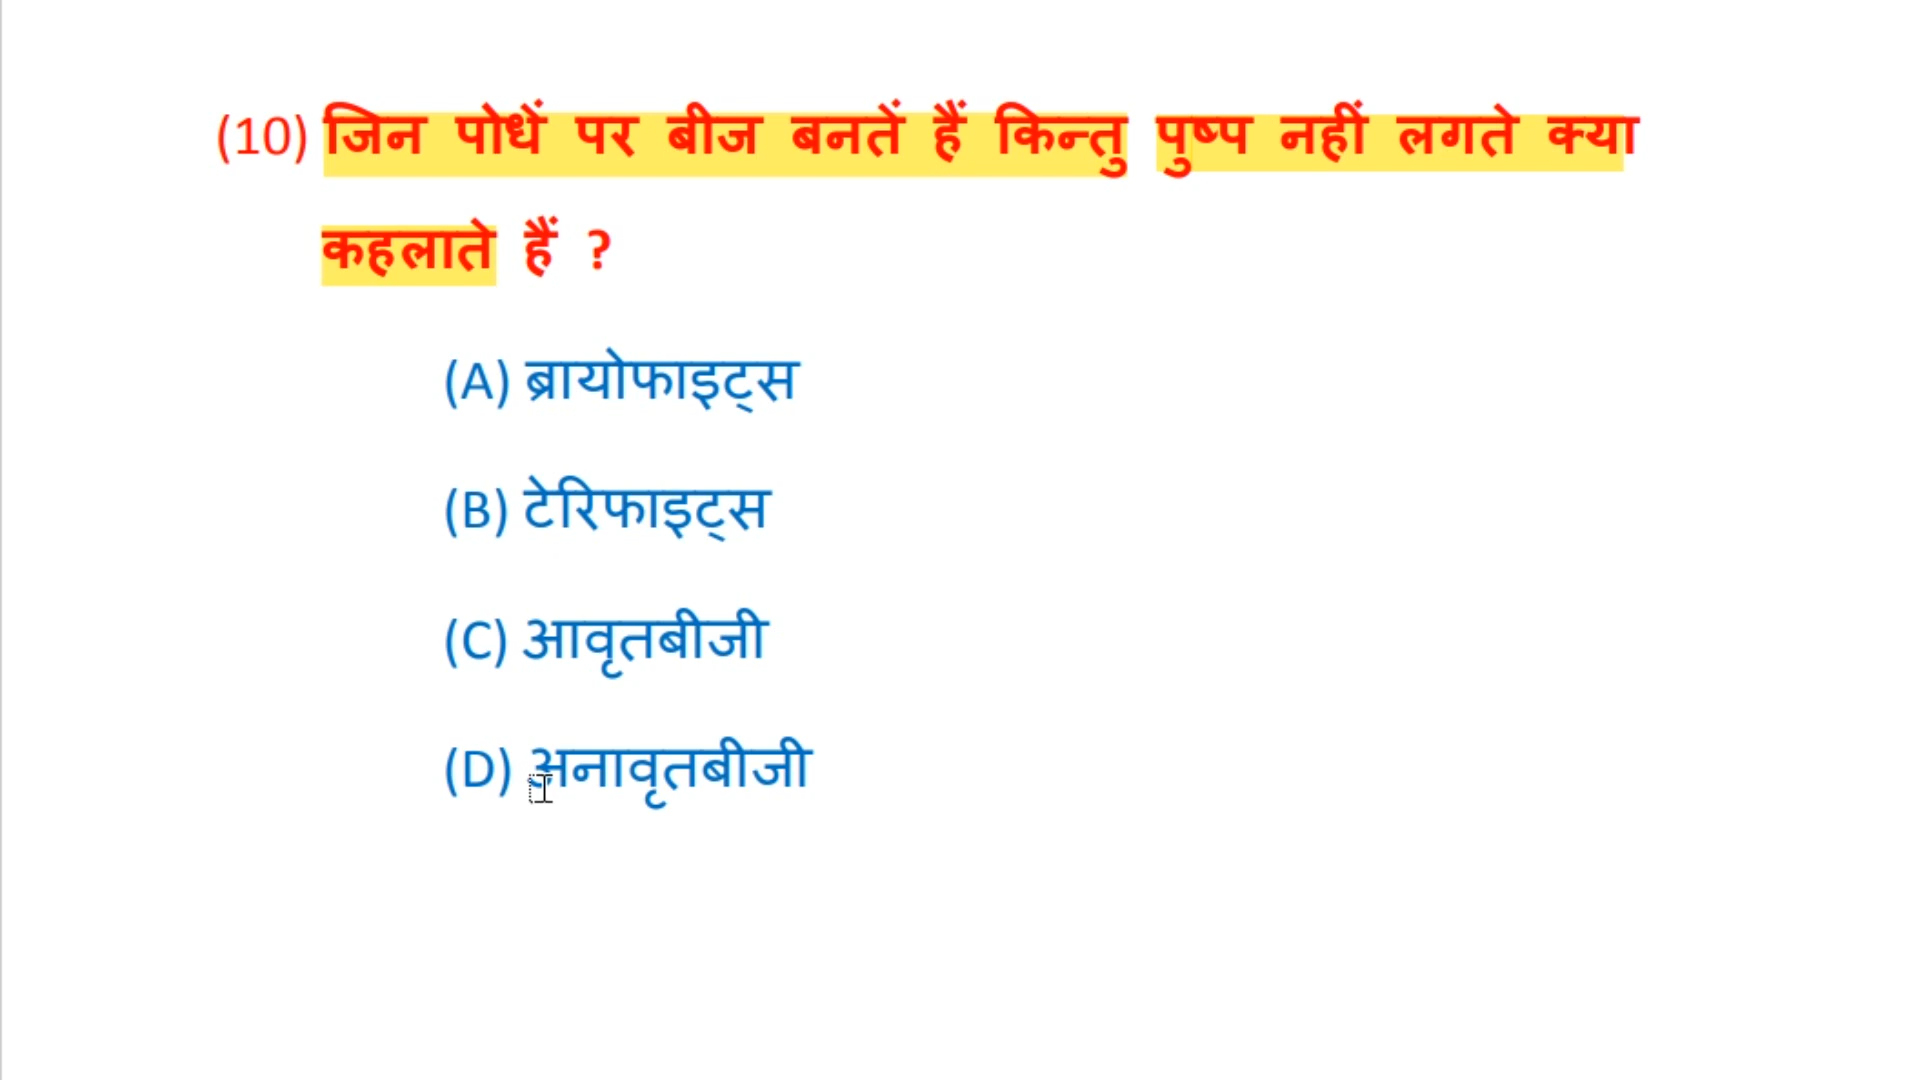 (10) जिन पोधें पर बीज बनतें हैं किन्तु पुष्प नहीं लगते क्या
कहलाते हैं ?
(A) ब्रायोफाइट्स
(B) टेरिफाइट्स
(C) आवृतबीजी
(D) अनावृतबीजी